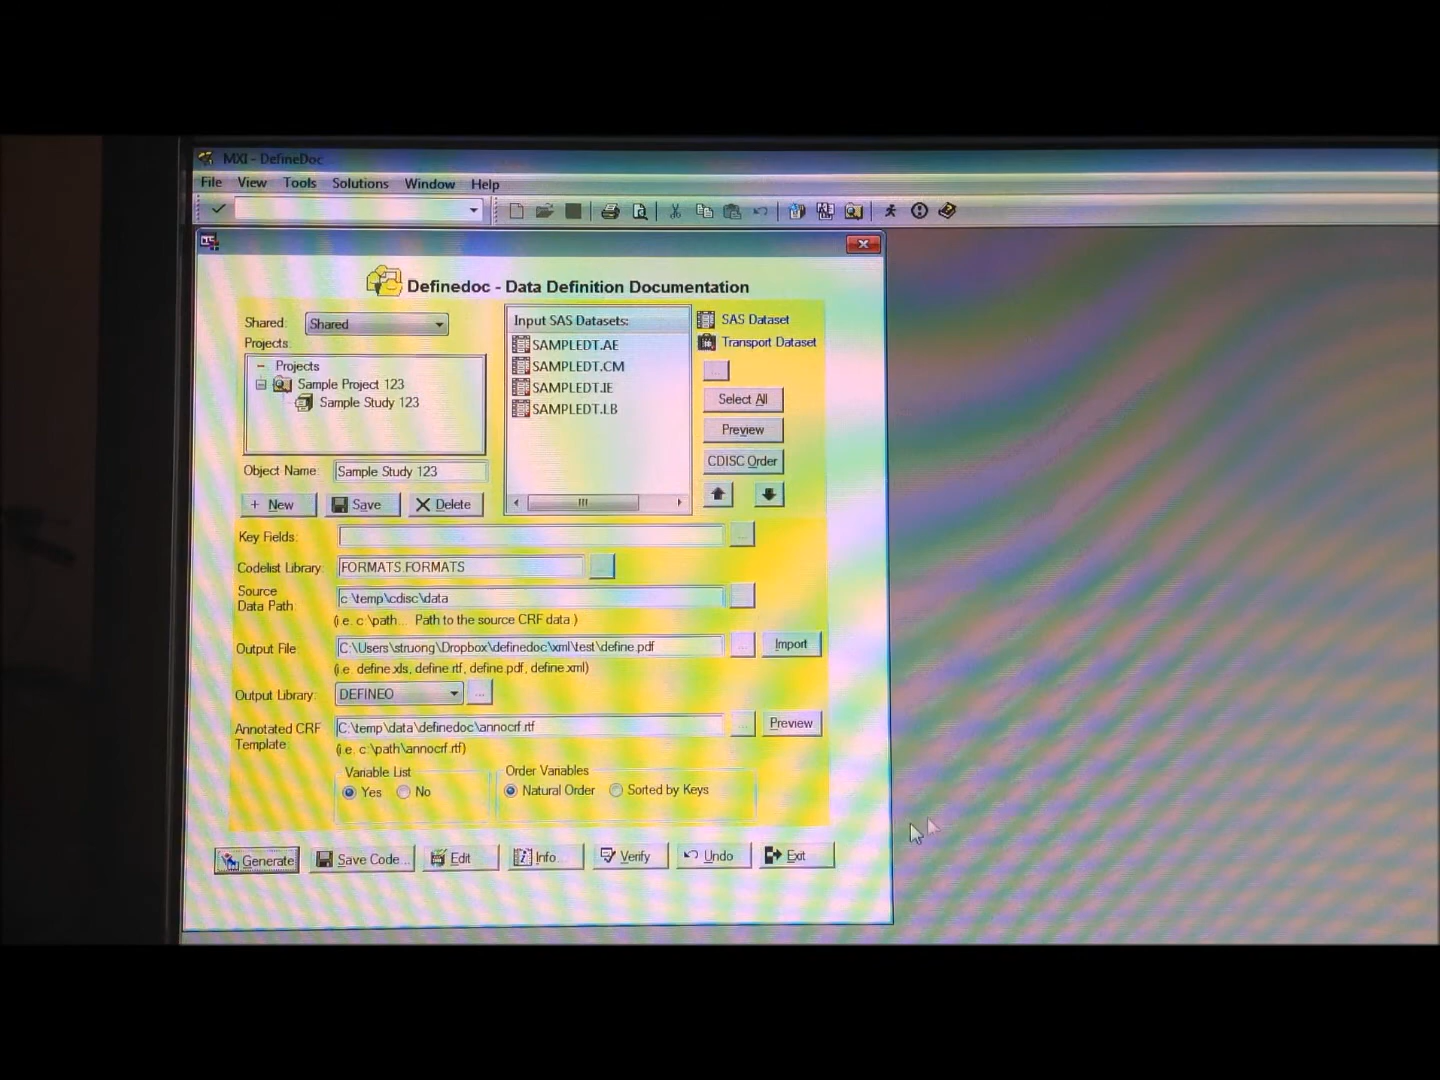 MXI - DefineDoc
File View Tools Solutions Window Help
Definedoc - Data Definition Documentation
Shared: Shared
Projects:
Projects
Sample Project 123
Sample Study 123
Object Name: Sample Study 123
+ New Save Delete
Input SAS Datasets:
SAMPLEDT.AE
SAMPLEDT.CM
SAMPLEDT.IE
SAMPLEDT.LB
SAS Dataset
Transport Dataset
...
Select All
Preview
CDISC Order
Key Fields: ...
Codelist Library: FORMATS FORMATS
Source
Data Path: c:\temp\cdisc\data
(i.e. c:\path... Path to the source CRF data )
Output File C:\Users\struong\Dropbox\definedoc\xml\test\define.pdf ... Import
(i.e. define.xls, define.rtf, define.pdf, define.xml)
Output Library: DEFINEO ...
Annotated CRF
Template: C:\temp\data\definedoc\annocrf.rtf ... Preview
(i.e. c:\path\annocrf.rtf)
Variable List
Yes No
Order Variables
Natural Order Sorted by Keys
Generate Save Code... Edit Info... Verify Undo Exit